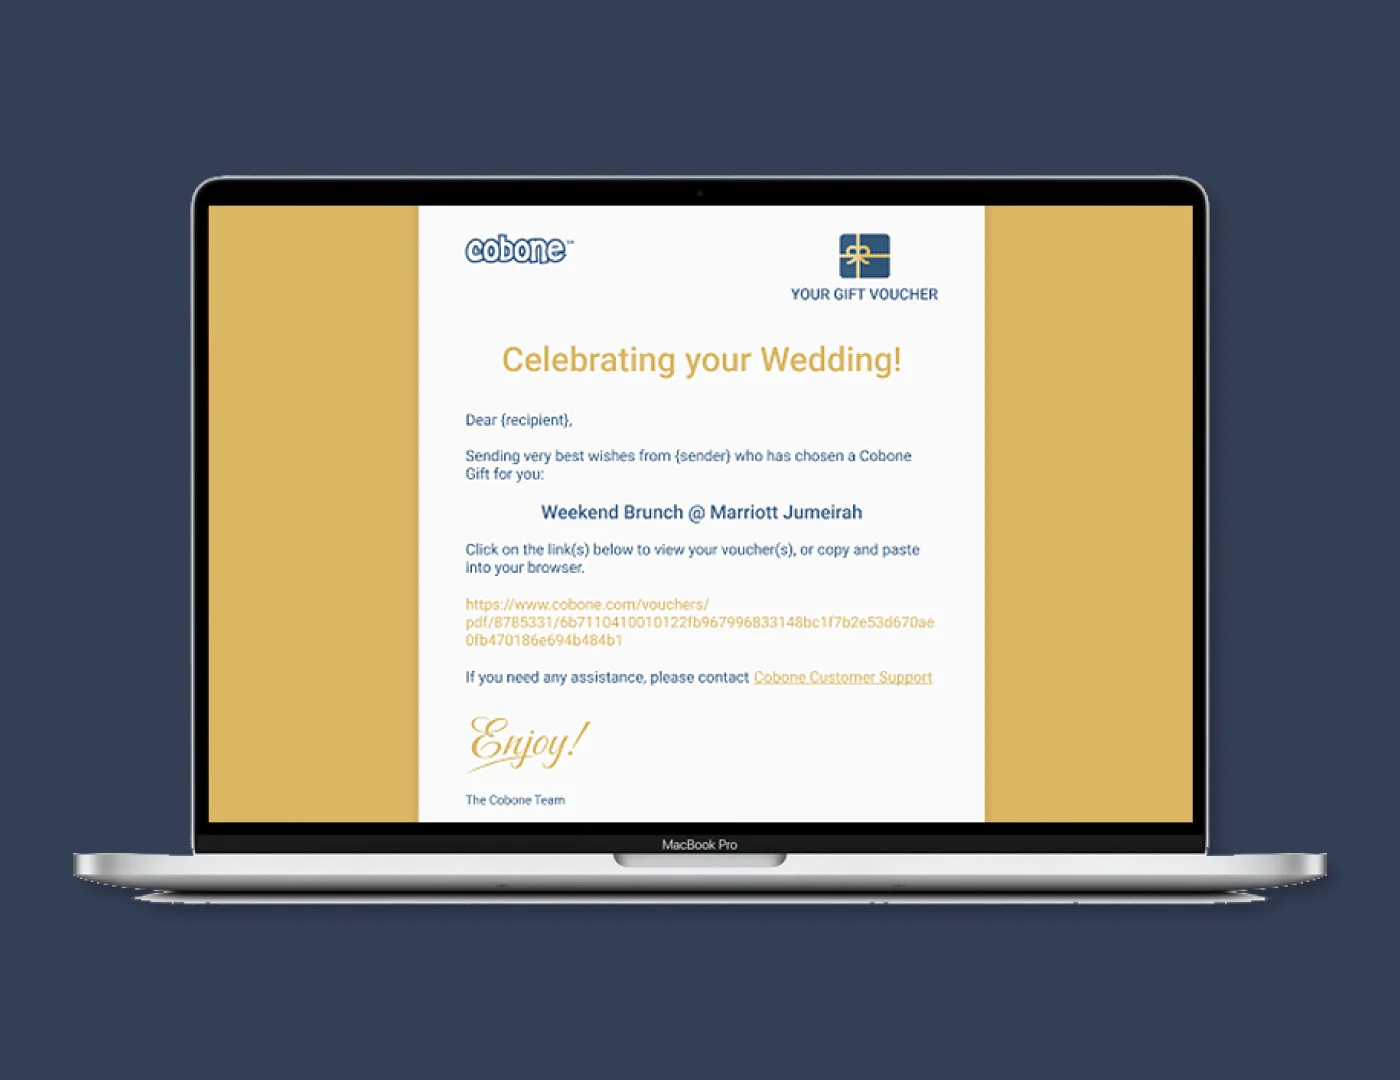 cobone™
YOUR GIFT VOUCHER
Celebrating your Wedding!
Dear {recipient},
Sending very best wishes from {sender} who has chosen a Cobone
Gift for you:
Weekend Brunch @ Marriott Jumeirah
Click on the link(s) below to view your voucher(s), or copy and paste
into your browser.
https://www.cobone.com/vouchers/
pdf/8785331/6b7110410010122fb967996833148bc1f7b2e53d670ae
0fb470186e694b484b1
If you need any assistance, please contact Cobone Customer Support
Enjoy!
The Cobone Team
MacBook Pro